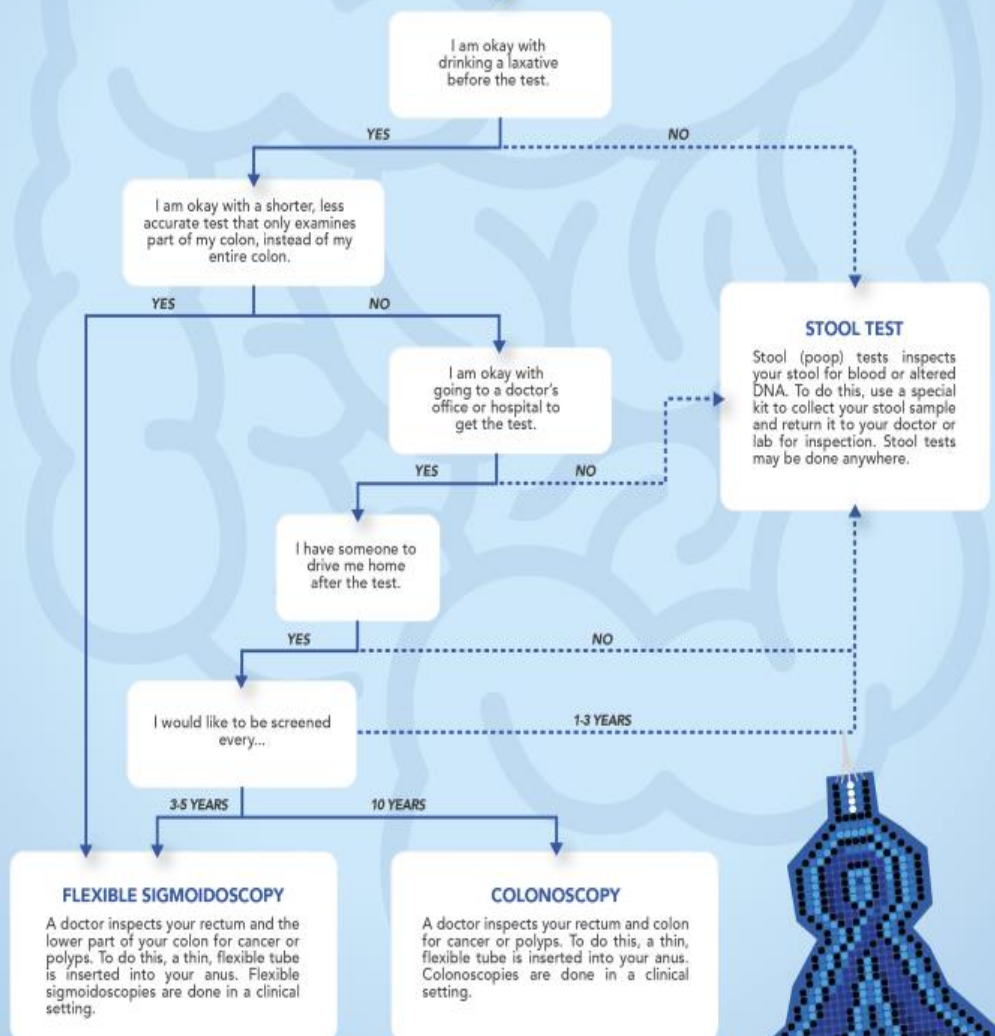 I am okay with
drinking a laxative
before the test.
YES
NO
I am okay with a shorter, less
accurate test that only examines
part of my colon, instead of my
entire colon.
YES
NO
I am okay with
going to a doctor's
office or hospital to
get the test.
STOOL TEST
Stool (poop) tests inspects
your stool for blood or altered
DNA. To do this, use a special
kit to collect your stool sample
and return it to your doctor or
lab for inspection. Stool tests
may be done anywhere.
YES
NO
I have someone to
drive me home
after the test.
YES
NO
I would like to be screened
every...
1-3 YEARS
3-5 YEARS
10 YEARS
FLEXIBLE SIGMOIDOSCOPY
A doctor inspects your rectum and the
lower part of your colon for cancer or
polyps. To do this, a thin, flexible tube
is inserted into your anus. Flexible
sigmoidoscopies are done in a clinical
setting.
COLONOSCOPY
A doctor inspects your rectum and colon
for cancer or polyps. To do this, a thin,
flexible tube is inserted into your anus.
Colonoscopies are done in a clinical
setting.